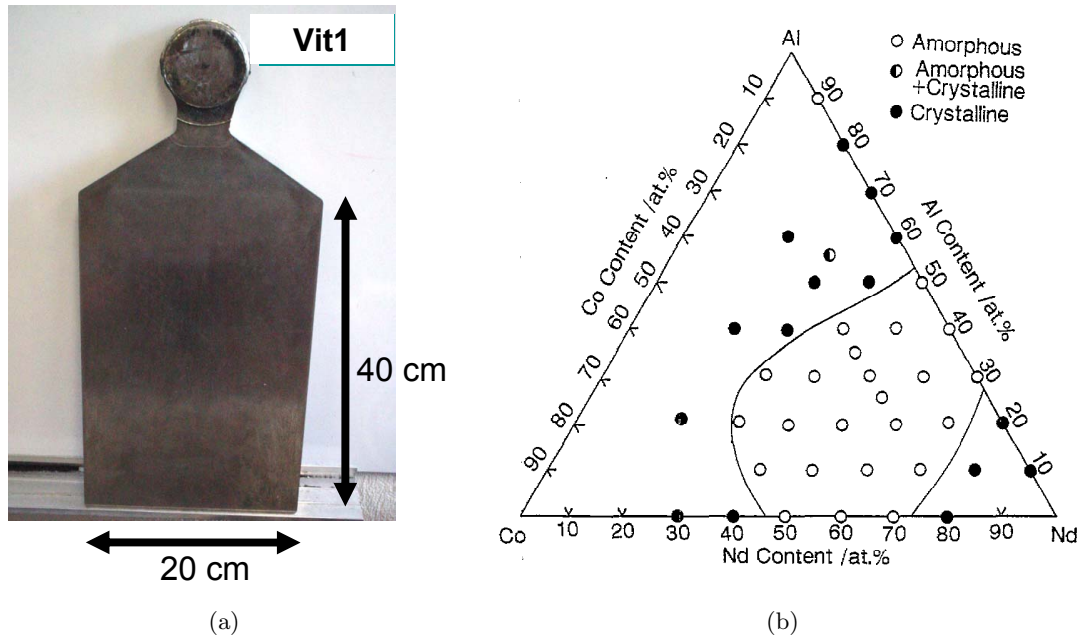 Vit1
40 cm
20 cm
(a)
Al
Amorphous
Amorphous
+Crystalline
Crystalline
10
20
30
40
50
60
70
80
90
Co Content /at.%
90
80
70
60
50
40
30
20
10
Al Content /at.%
Co
10
20
30
40
50
60
70
80
90
Nd
Nd Content /at.%
(b)